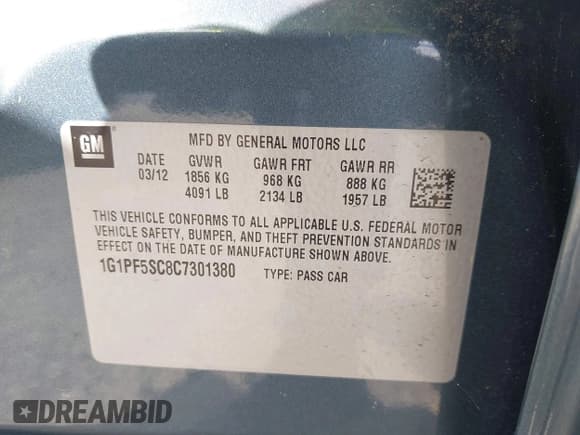 GM
MFD BY GENERAL MOTORS LLC
DATE GVWR GAWR FRT GAWR RR
03/12 1856 KG 968 KG 888 KG
4091 LB 2134 LB 1957 LB
THIS VEHICLE CONFORMS TO ALL APPLICABLE U.S. FEDERAL MOTOR
VEHICLE SAFETY, BUMPER, AND THEFT PREVENTION STANDARDS IN
EFFECT ON THE DATE OF MANUFACTURE SHOWN ABOVE.
1G1PF5SC8C7301380 TYPE: PASS CAR
DREAMBID